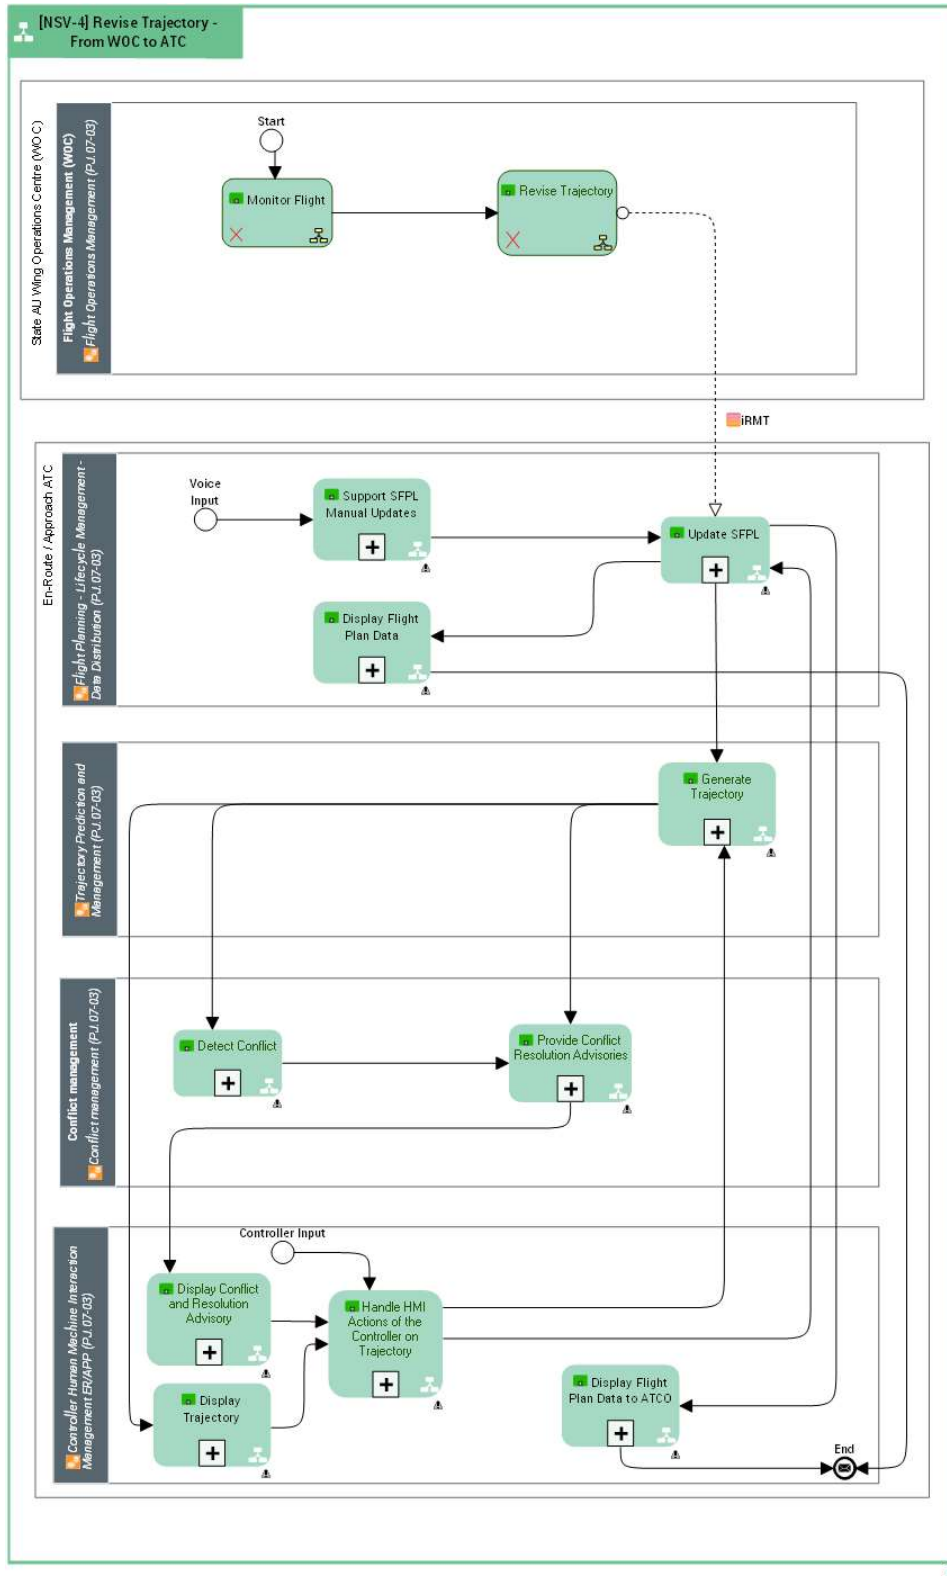 [NSV-4] Revise Trajectory -
From WOC to ATC
State AU Wing Operations Centre (WOC)
Flight Operations Management (WOC)
Flight Operations Management (PJ.07-03)
Start
Monitor Flight
Revise Trajectory
iRMT
En-Route / Approach ATC
Flight Planning - Lifecycle Management -
Data Distribution (PJ.07-03)
Voice
Input
Support SFPL
Manual Updates
Update SFPL
Display Flight
Plan Data
Trajectory Prediction and
Management (PJ.07-03)
Generate
Trajectory
Conflict management
Conflict management (PJ.07-03)
Detect Conflict
Provide Conflict
Resolution Advisories
Controller Human Machine Interaction
Management ER/APP (PJ.07-03)
Controller Input
Display Conflict
and Resolution
Advisory
Handle HMI
Actions of the
Controller on
Trajectory
Display
Trajectory
Display Flight
Plan Data to ATCO
End